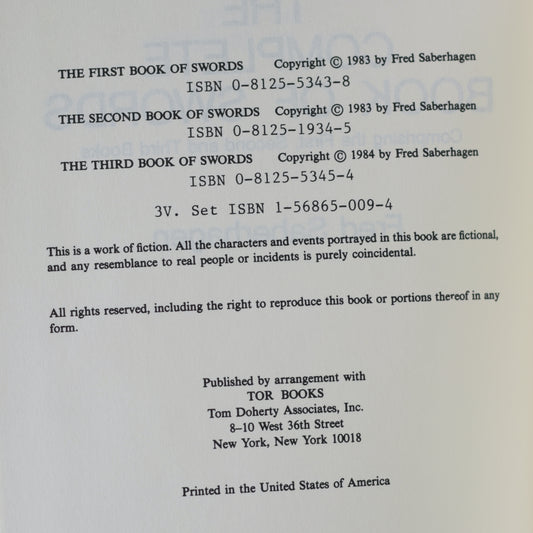 THE FIRST BOOK OF SWORDS Copyright © 1983 by Fred Saberhagen
ISBN 0-8125-5343-8
THE SECOND BOOK OF SWORDS Copyright © 1983 by Fred Saberhagen
ISBN 0-8125-1934-5
THE THIRD BOOK OF SWORDS Copyright © 1984 by Fred Saberhagen
ISBN 0-8125-5345-4
3V. Set ISBN 1-56865-009-4
This is a work of fiction. All the characters and events portrayed in this book are fictional,
and any resemblance to real people or incidents is purely coincidental.
All rights reserved, including the right to reproduce this book or portions thereof in any
form.
Published by arrangement with
TOR BOOKS
Tom Doherty Associates, Inc.
8–10 West 36th Street
New York, New York 10018
Printed in the United States of America